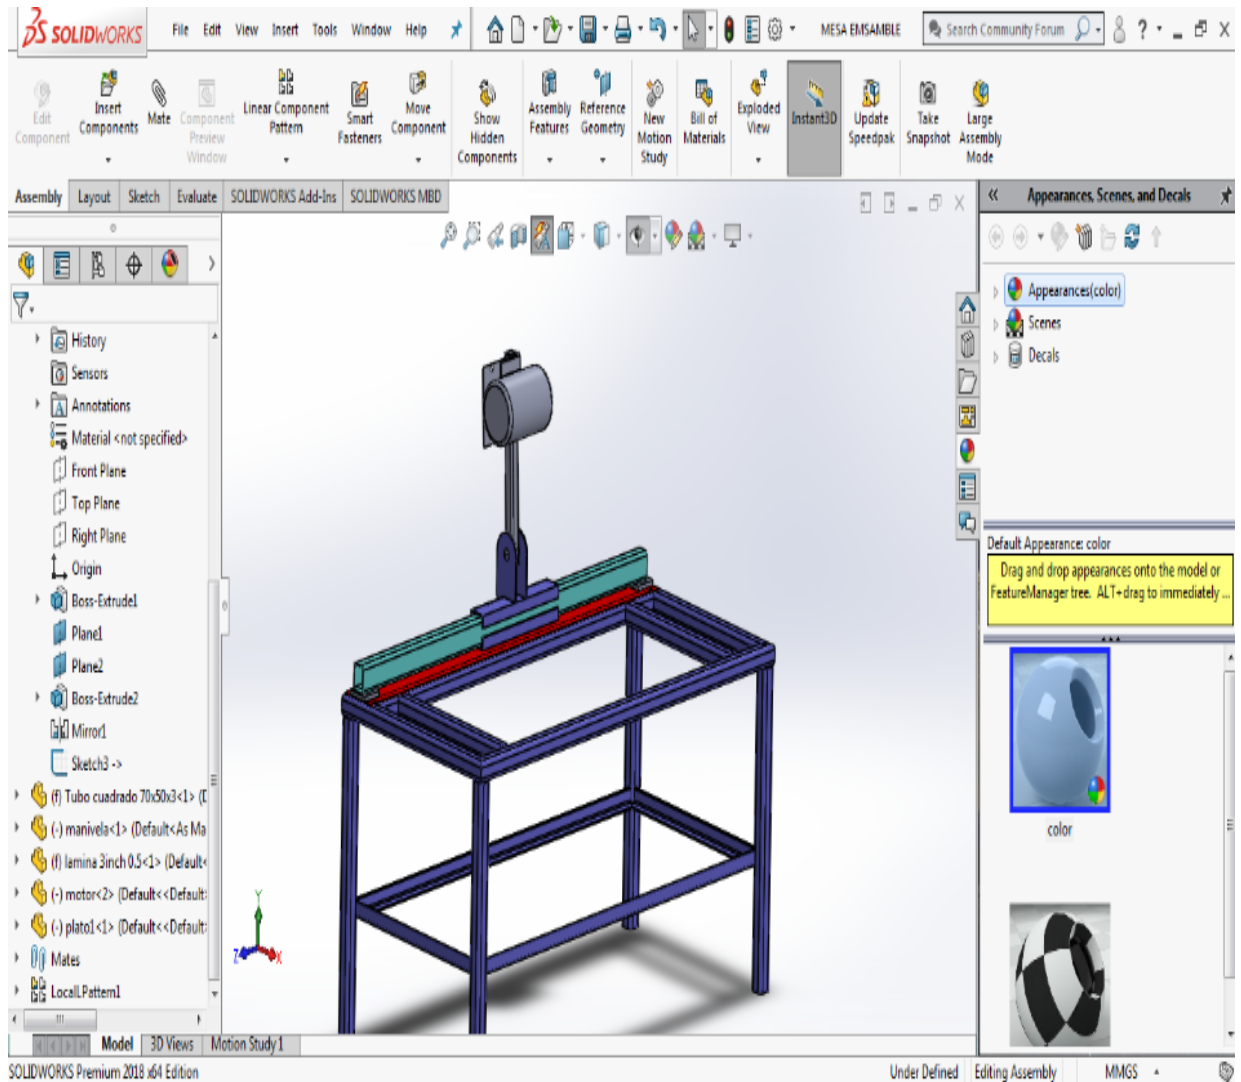 SOLIDWORKS File Edit View Insert Tools Window Help MESA EMSAMBLE Search Community Forum ?
Edit Component
Insert Components
Mate
Component Preview Window
Linear Component Pattern
Smart Fasteners
Move Component
Show Hidden Components
Assembly Features
Reference Geometry
New Motion Study
Bill of Materials
Exploded View
Instant3D
Update Speedpak
Take Snapshot
Large Assembly Mode
Assembly Layout Sketch Evaluate SOLIDWORKS Add-Ins SOLIDWORKS MBD
Appearances, Scenes, and Decals
Appearances(color)
Scenes
Decals
History
Sensors
Annotations
Material <not specified>
Front Plane
Top Plane
Right Plane
Origin
Boss-Extrude1
Plane1
Plane2
Boss-Extrude2
Mirror1
Sketch3 ->
(f) Tubo cuadrado 70x50x3<1> (D
(-) manivela<1> (Default<As Ma
(f) lamina 3inch 0.5<1> (Default<
(-) motor<2> (Default<<Default
(-) plato1<1> (Default<<Default
Mates
LocalLPattern1
Y
Z
X
Default Appearance: color
Drag and drop appearances onto the model or
FeatureManager tree. ALT+drag to immediately ...
color
Model 3D Views Motion Study 1
SOLIDWORKS Premium 2018 x64 Edition Under Defined Editing Assembly MMGS